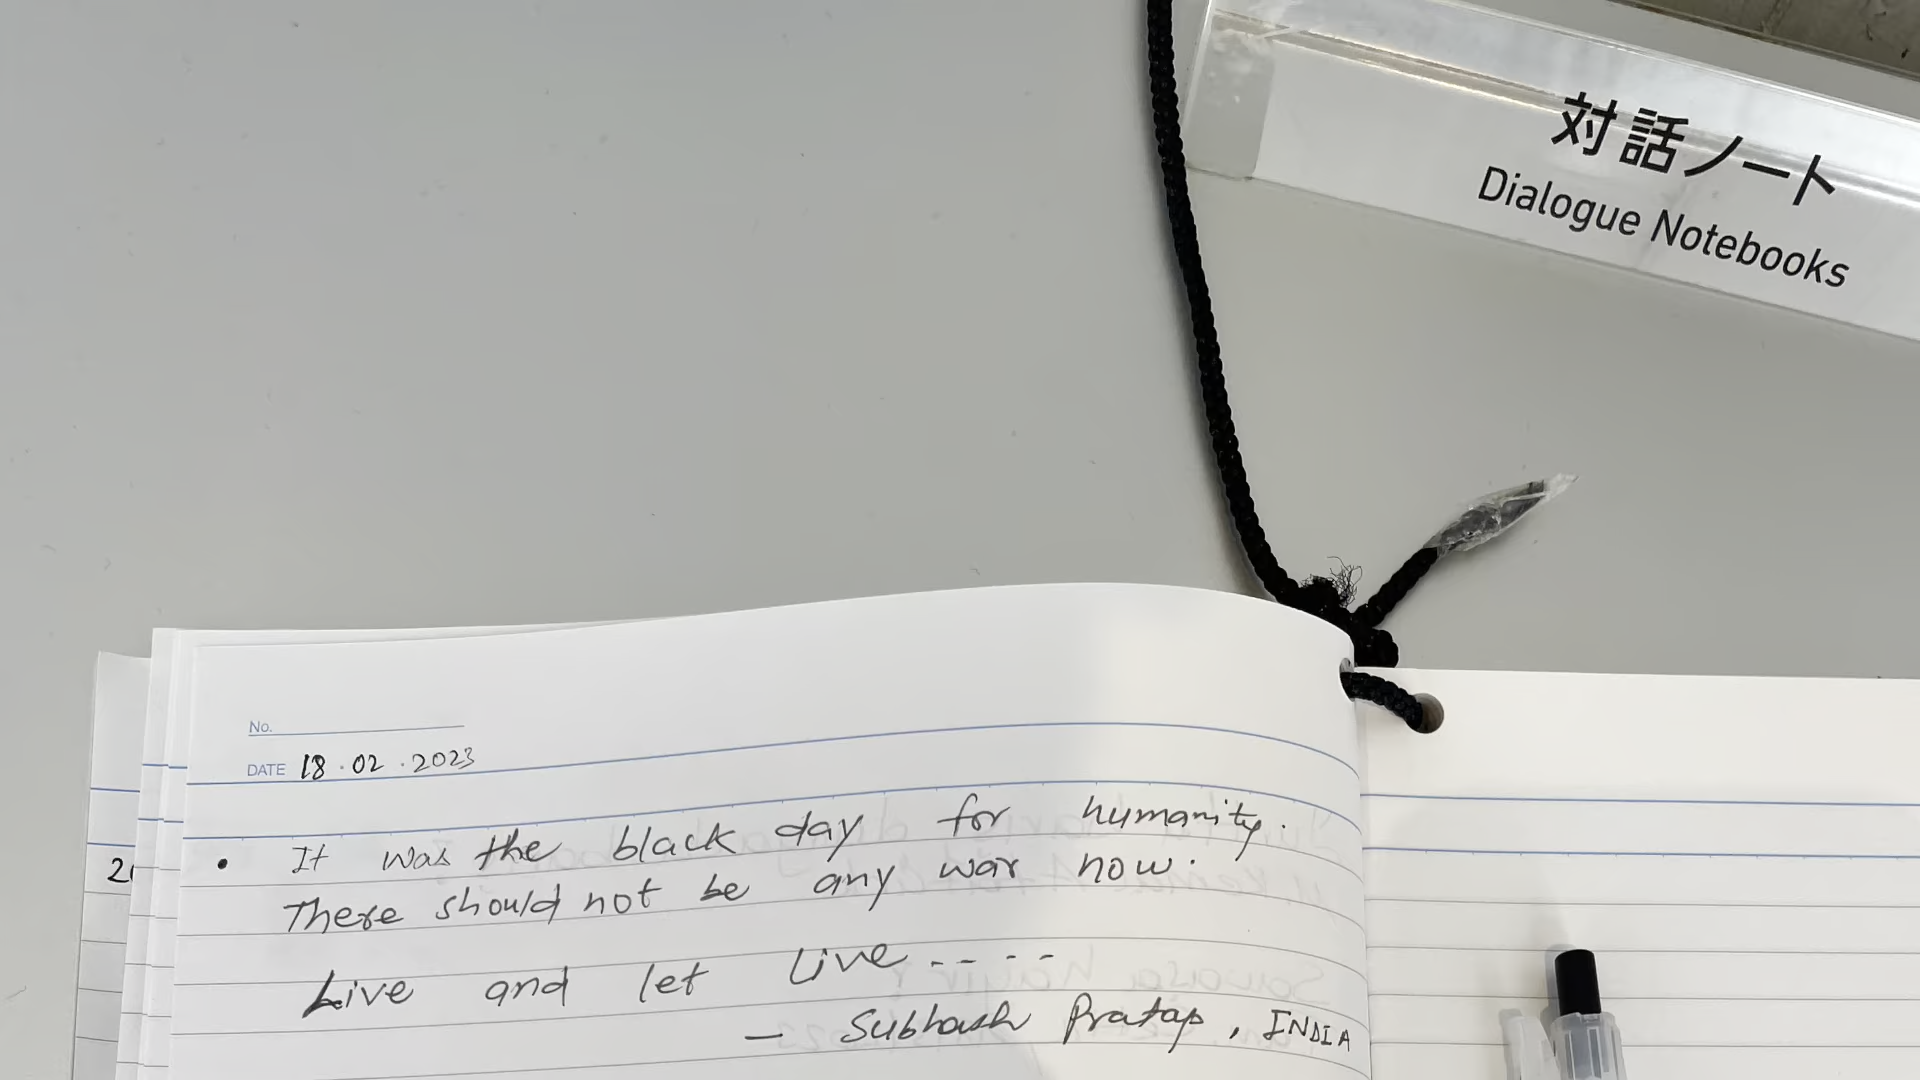 対話ノート
Dialogue Notebooks
No.
DATE 18.02.2023
2
• It was the black day for humanity.
There should not be any war now.
Live and let Live ----
— Subhash Pratap, INDIA